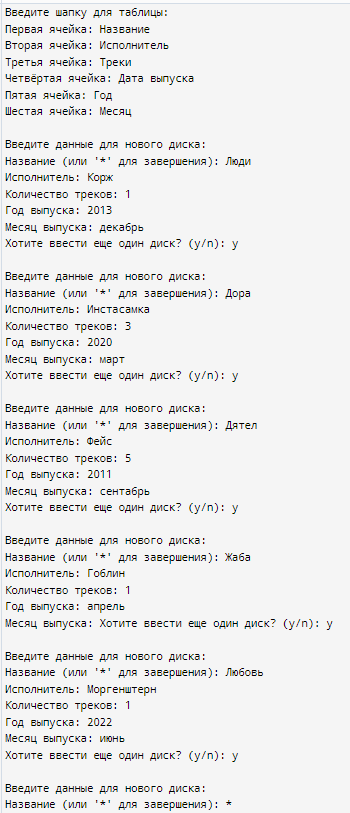 Введите шапку для таблицы:
Первая ячейка: Название
Вторая ячейка: Исполнитель
Третья ячейка: Треки
Четвёртая ячейка: Дата выпуска
Пятая ячейка: Год
Шестая ячейка: Месяц
Введите данные для нового диска:
Название (или '*' для завершения): Люди
Исполнитель: Корж
Количество треков: 1
Год выпуска: 2013
Месяц выпуска: декабрь
Хотите ввести еще один диск? (y/n): y
Введите данные для нового диска:
Название (или '*' для завершения): Дора
Исполнитель: Инстасамка
Количество треков: 3
Год выпуска: 2020
Месяц выпуска: март
Хотите ввести еще один диск? (y/n): y
Введите данные для нового диска:
Название (или '*' для завершения): Дятел
Исполнитель: Фейс
Количество треков: 5
Год выпуска: 2011
Месяц выпуска: сентабрь
Хотите ввести еще один диск? (y/n): y
Введите данные для нового диска:
Название (или '*' для завершения): Жаба
Исполнитель: Гоблин
Количество треков: 1
Год выпуска: апрель
Месяц выпуска: Хотите ввести еще один диск? (y/n): y
Введите данные для нового диска:
Название (или '*' для завершения): Любовь
Исполнитель: Моргенштерн
Количество треков: 1
Год выпуска: 2022
Месяц выпуска: июнь
Хотите ввести еще один диск? (y/n): y
Введите данные для нового диска:
Название (или '*' для завершения): *